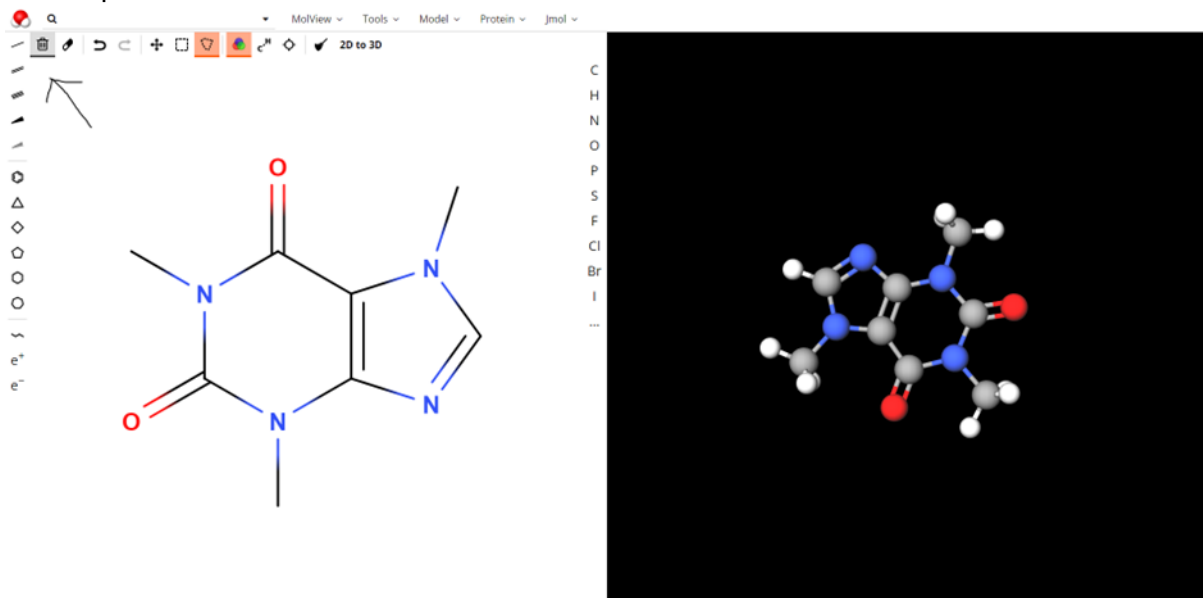 MolView Tools Model Protein Jmol
C H 2D to 3D
C
H
N
O
P
S
F
Cl
Br
I
...
e+
e-
O
N
N
O
N
N